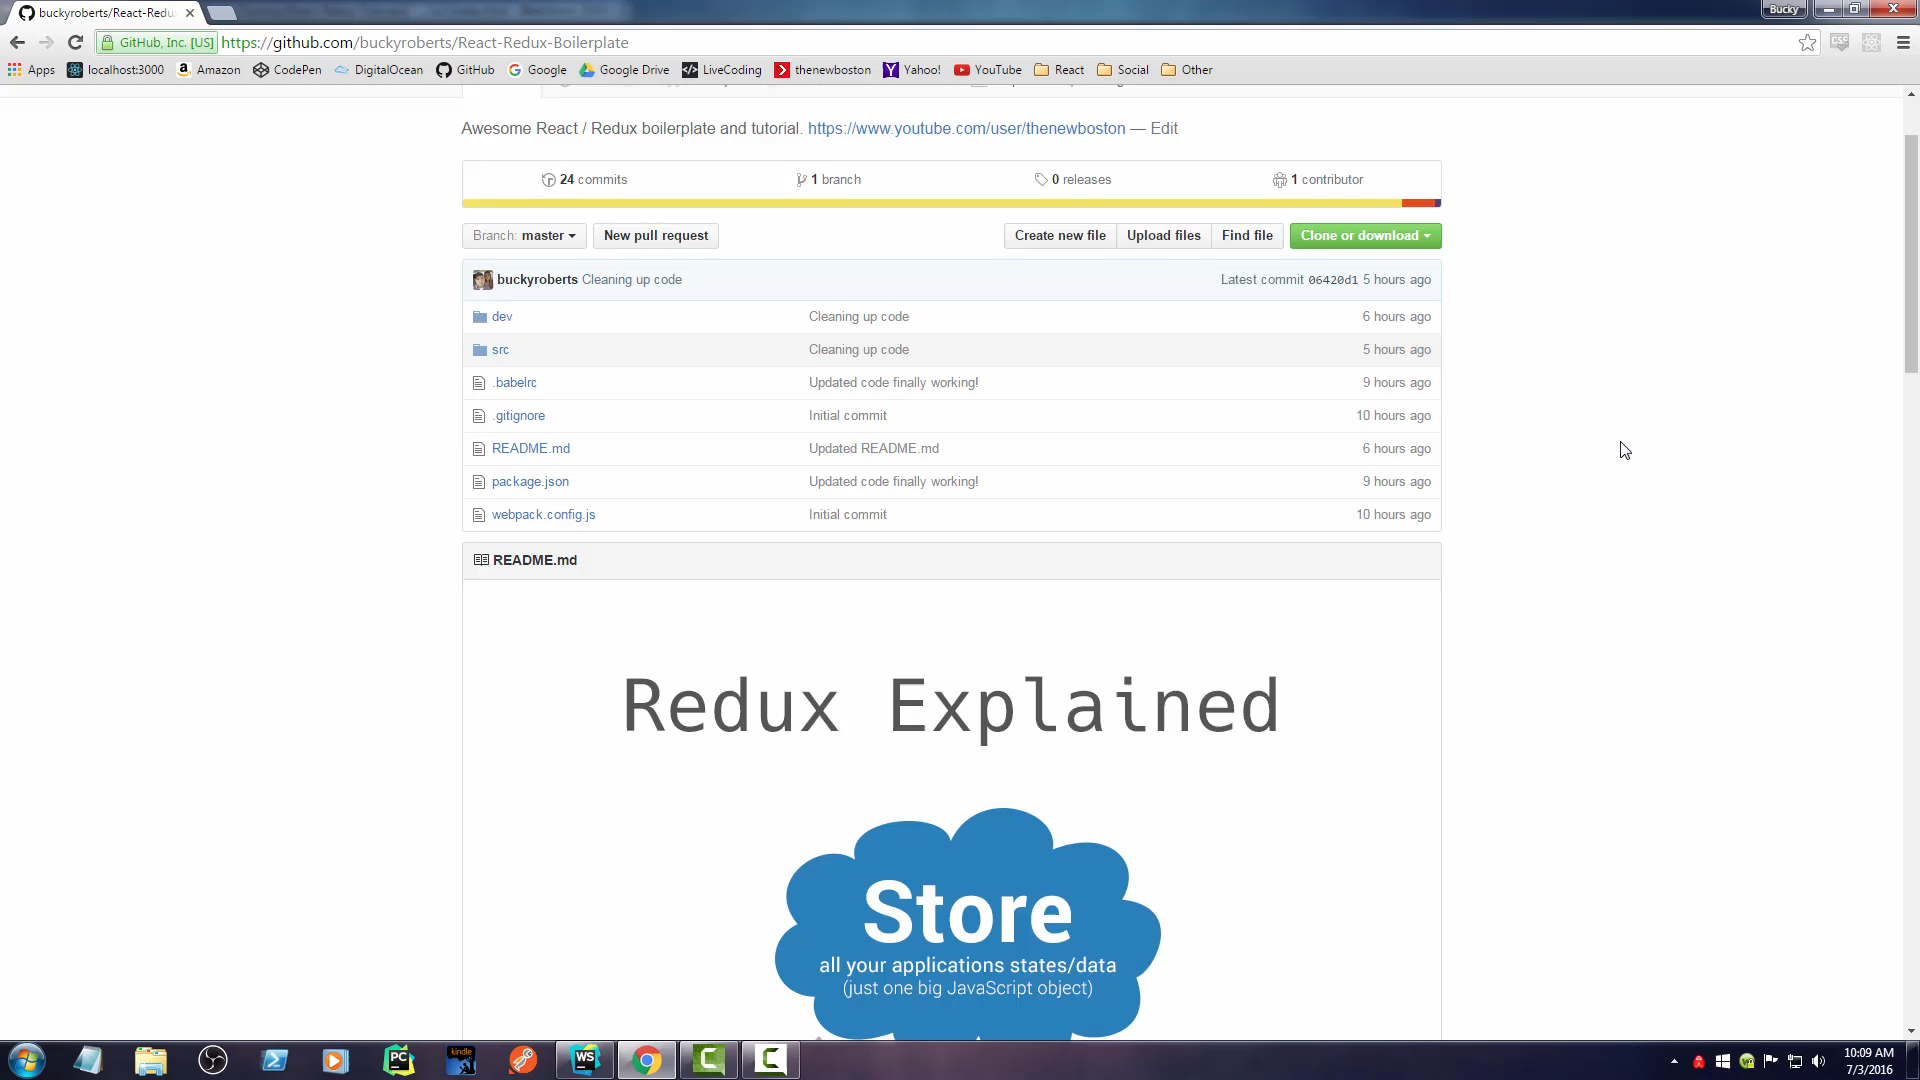 buckyroberts/React-Redu
Bucky
GitHub, Inc. [US] https://github.com/buckyroberts/React-Redux-Boilerplate
Apps localhost:3000 Amazon CodePen DigitalOcean GitHub Google Google Drive LiveCoding thenewboston Yahoo! YouTube React Social Other
Awesome React / Redux boilerplate and tutorial. https://www.youtube.com/user/thenewboston — Edit
24 commits 1 branch 0 releases 1 contributor
Branch: master New pull request Create new file Upload files Find file Clone or download
buckyroberts Cleaning up code Latest commit 06420d1 5 hours ago
dev Cleaning up code 6 hours ago
src Cleaning up code 5 hours ago
.babelrc Updated code finally working! 9 hours ago
.gitignore Initial commit 10 hours ago
README.md Updated README.md 6 hours ago
package.json Updated code finally working! 9 hours ago
webpack.config.js Initial commit 10 hours ago
README.md
Redux Explained
Store
all your applications states/data
(just one big JavaScript object)
PC kindle WS
10:09 AM
7/3/2016